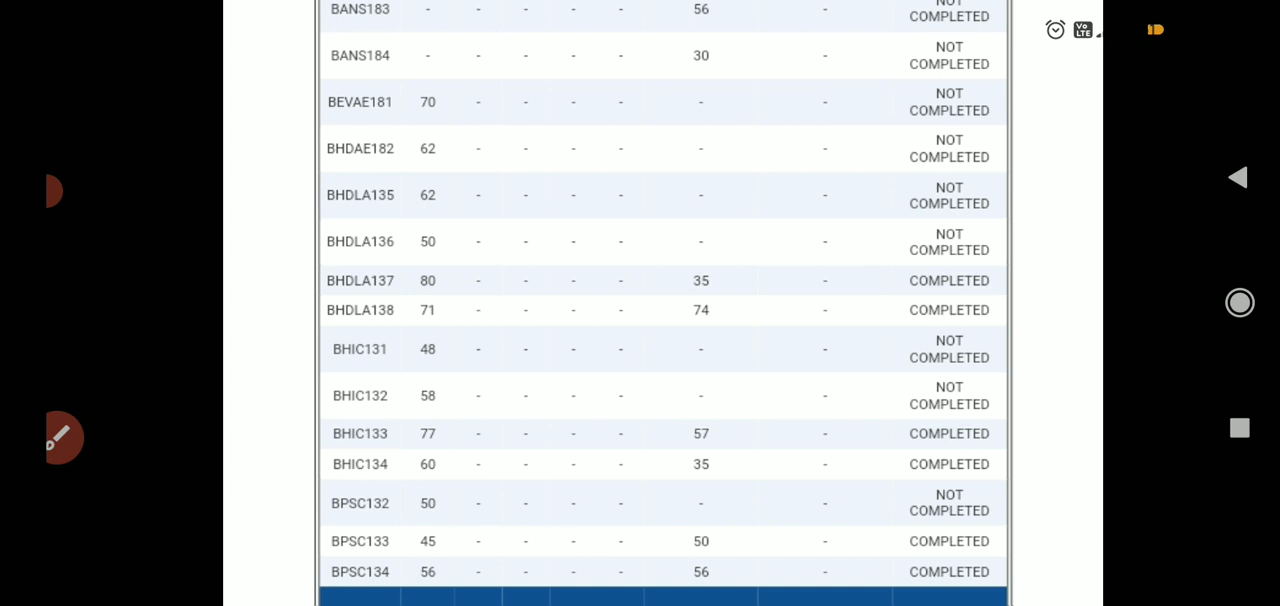 BANS183 - - - - - 56 - NOT COMPLETED
BANS184 - - - - - 30 - NOT COMPLETED
BEVAE181 70 - - - - - - NOT COMPLETED
BHDAE182 62 - - - - - - NOT COMPLETED
BHDLA135 62 - - - - - - NOT COMPLETED
BHDLA136 50 - - - - - - NOT COMPLETED
BHDLA137 80 - - - - 35 - COMPLETED
BHDLA138 71 - - - - 74 - COMPLETED
BHIC131 48 - - - - - - NOT COMPLETED
BHIC132 58 - - - - - - NOT COMPLETED
BHIC133 77 - - - - 57 - COMPLETED
BHIC134 60 - - - - 35 - COMPLETED
BPSC132 50 - - - - - - NOT COMPLETED
BPSC133 45 - - - - 50 - COMPLETED
BPSC134 56 - - - - 56 - COMPLETED
Vo LTE